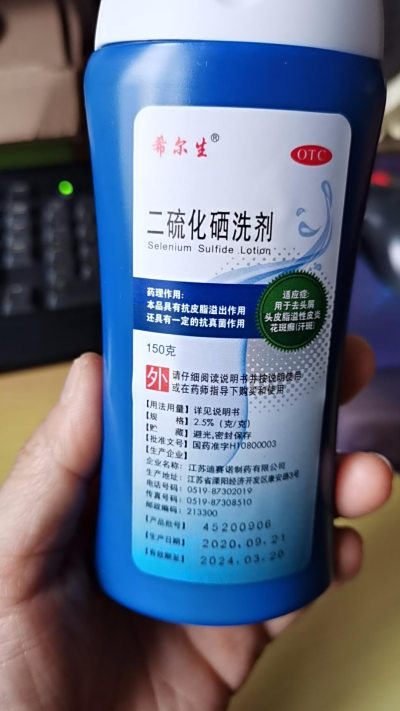 希尔生®
OTC
二硫化硒洗剂
Selenium Sulfide Lotion
药理作用:
本品具有抗皮脂溢出作用
还具有一定的抗真菌作用
适应症:
用于去头屑
头皮脂溢性皮炎
花斑癣(汗斑)
150克
外 请仔细阅读说明书并按说明使用
或在药师指导下购买和使用
【用法用量】详见说明书
【规 格】2.5% (克/克)
【贮 藏】避光,密封保存
【批准文号】国药准字H10800003
【生产企业】
企业名称:江苏迪赛诺制药有限公司
生产地址:江苏省溧阳经济开发区康安路3号
电话号码:0519-87302019
传真号码:0519-87308510
邮政编码:213300
【产品批号】 45200906
【生产日期】 2020.09.21
【有效期至】 2024.03.20